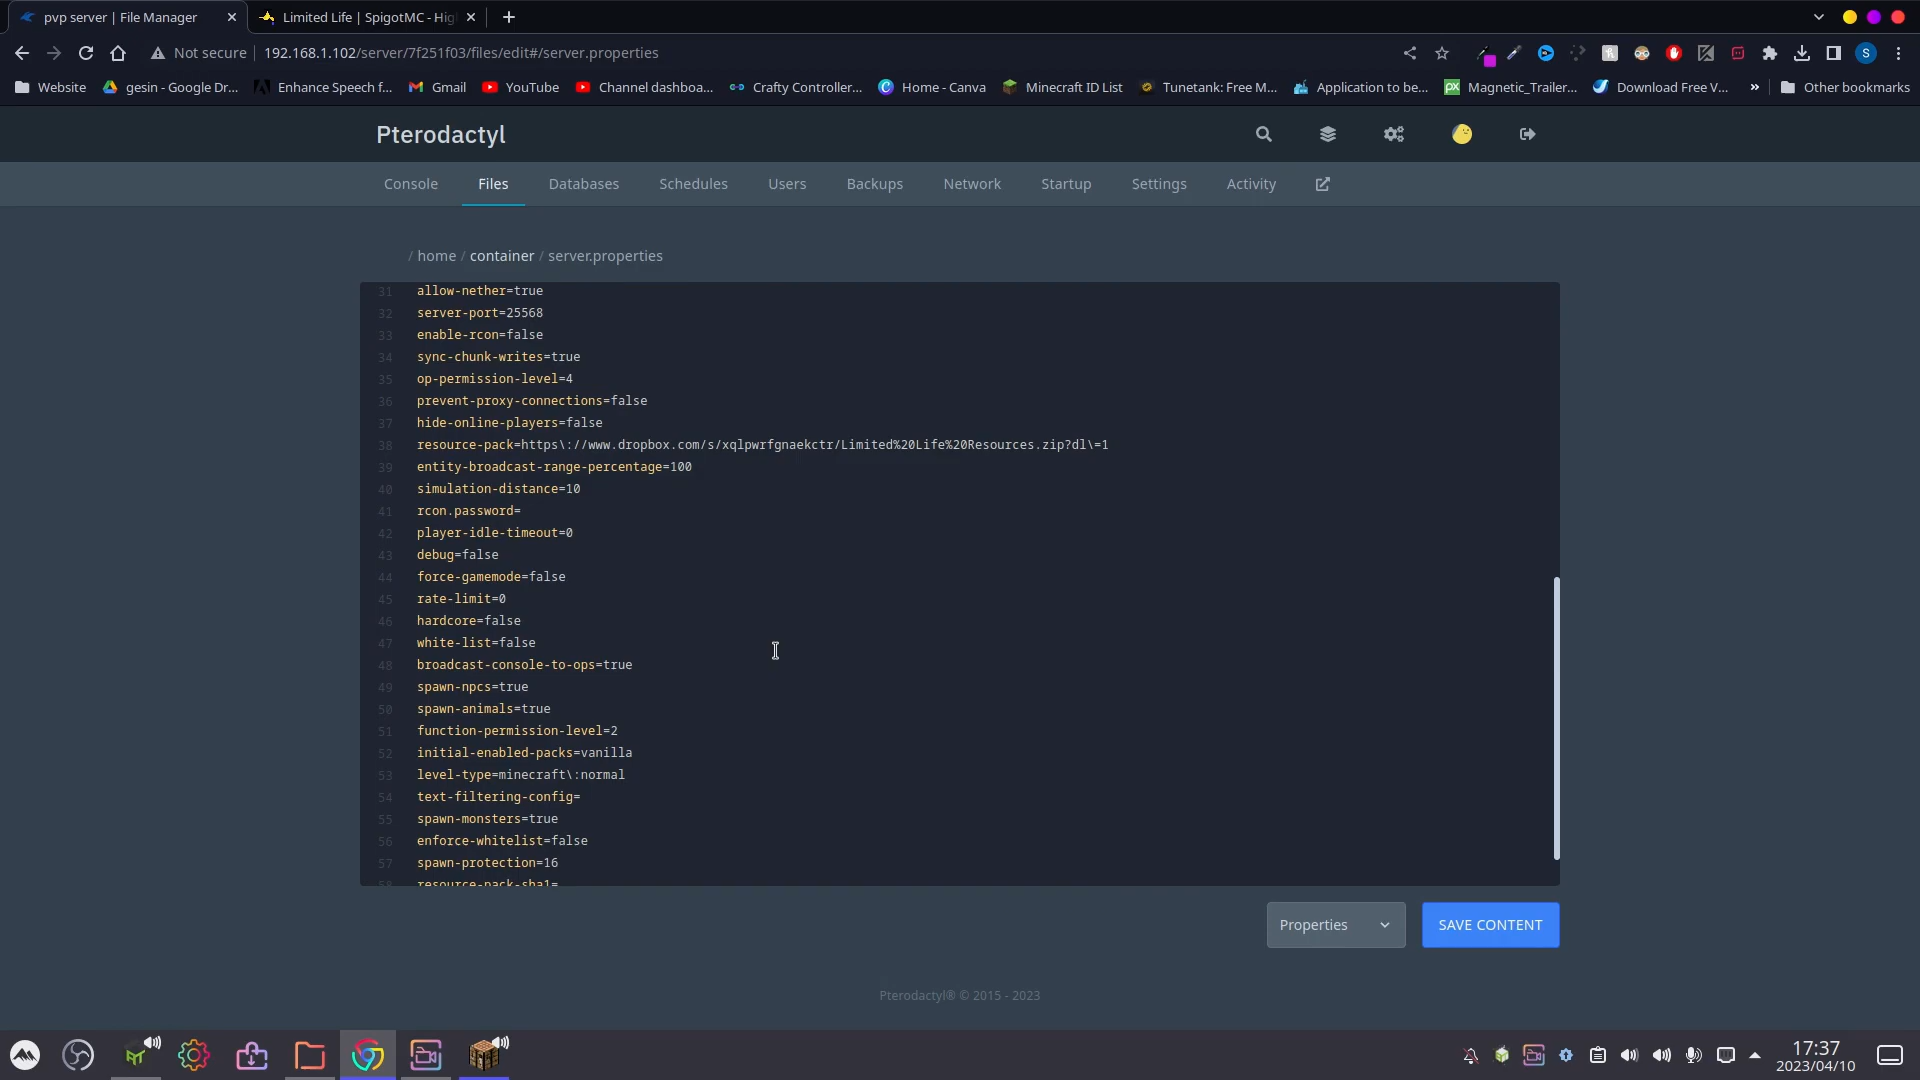 pvp server | File Manager
Limited Life | SpigotMC - Hig
Not secure
192.168.1.102/server/7f251f03/files/edit#/server.properties
S
Website
gesin - Google Dr...
Enhance Speech f...
Gmail
YouTube
Channel dashboa...
Crafty Controller...
Home - Canva
Minecraft ID List
Tunetank: Free M...
Application to be...
Magnetic_Trailer...
Download Free V...
Other bookmarks
Pterodactyl
Console
Files
Databases
Schedules
Users
Backups
Network
Startup
Settings
Activity
/ home / container / server.properties
31 allow-nether=true
32 server-port=25568
33 enable-rcon=false
34 sync-chunk-writes=true
35 op-permission-level=4
36 prevent-proxy-connections=false
37 hide-online-players=false
38 resource-pack=https\://www.dropbox.com/s/xqlpwrfgnaekctr/Limited%20Life%20Resources.zip?dl\=1
39 entity-broadcast-range-percentage=100
40 simulation-distance=10
41 rcon.password=
42 player-idle-timeout=0
43 debug=false
44 force-gamemode=false
45 rate-limit=0
46 hardcore=false
47 white-list=false
48 broadcast-console-to-ops=true
49 spawn-npcs=true
50 spawn-animals=true
51 function-permission-level=2
52 initial-enabled-packs=vanilla
53 level-type=minecraft\:normal
54 text-filtering-config=
55 spawn-monsters=true
56 enforce-whitelist=false
57 spawn-protection=16
58 resource-pack-sha1=
Properties
SAVE CONTENT
Pterodactyl® © 2015 - 2023
17:37
2023/04/10